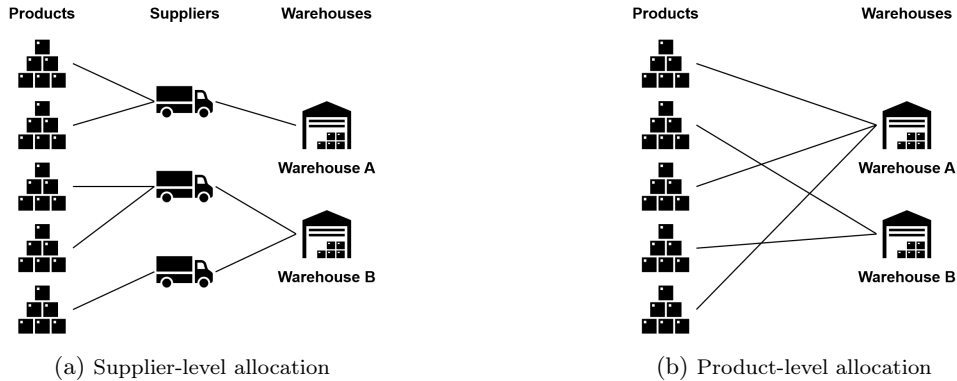 Products Suppliers Warehouses
Warehouse A
Warehouse B
(a) Supplier-level allocation
Products Warehouses
Warehouse A
Warehouse B
(b) Product-level allocation